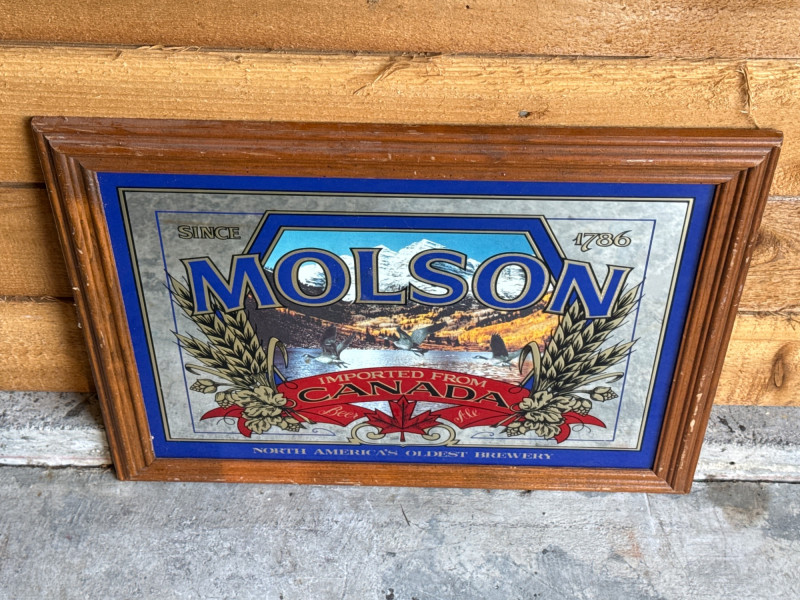 SINCE 1786
MOLSON
IMPORTED FROM
CANADA
Beer Ale
NORTH AMERICA'S OLDEST BREWERY